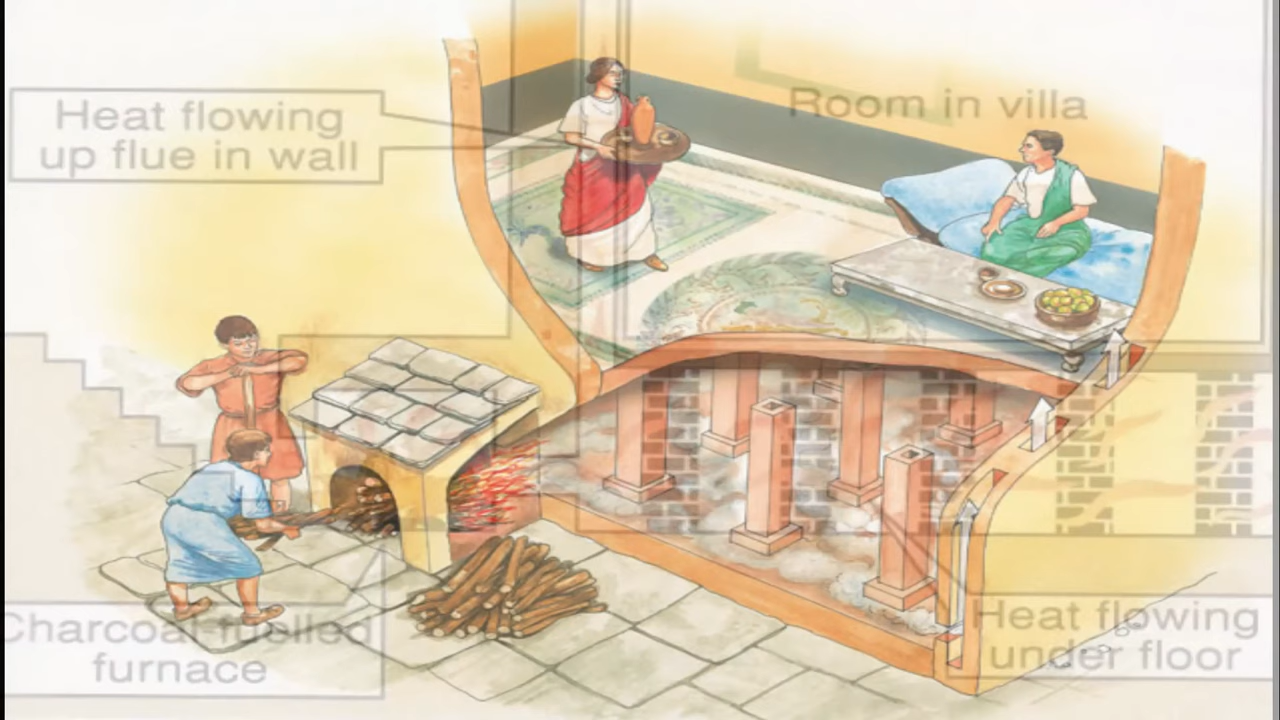 Heat flowing
up flue in wall
Room in villa
Charcoal-fuelled
furnace
Heat flowing
under floor